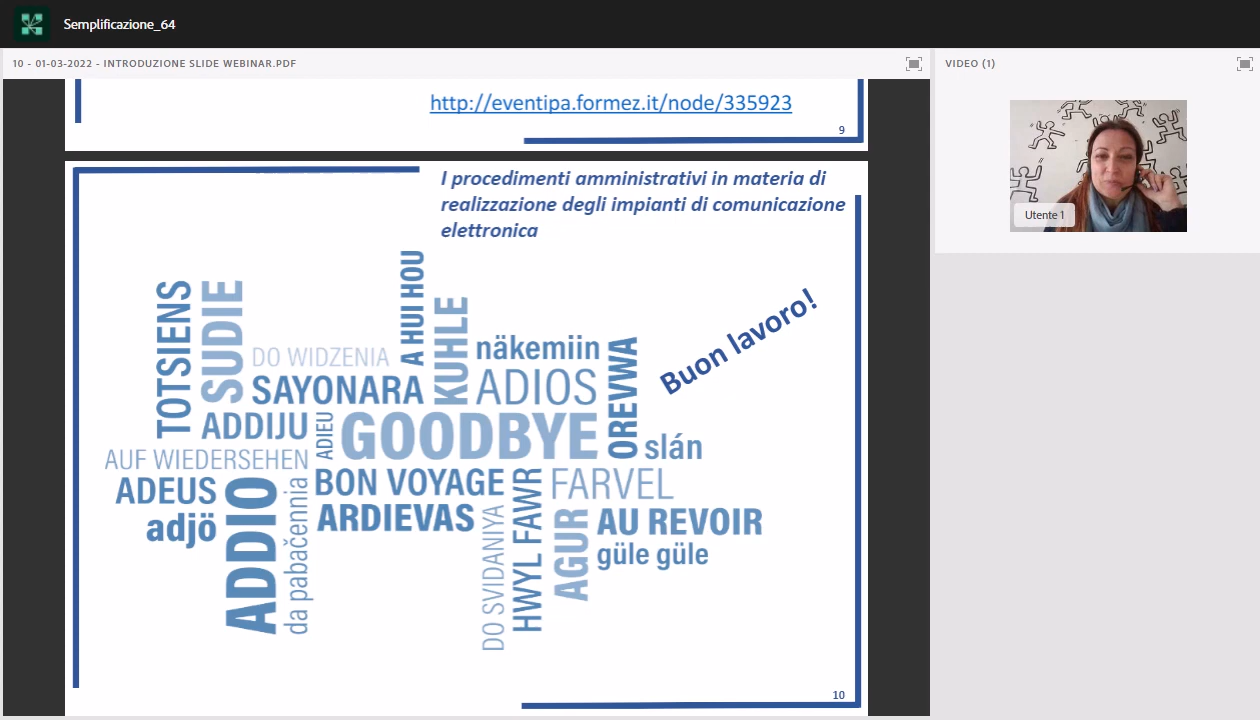 Semplificazione_64
10 - 01-03-2022 - INTRODUZIONE SLIDE WEBINAR.PDF
VIDEO (1)
http://eventipa.formez.it/node/335923
9
Utente 1
I procedimenti amministrativi in materia di
realizzazione degli impianti di comunicazione
elettronica
TOTSIENS
SUDIE
DO WIDZENIA
A HUI HOU
KUHLE
näkemiin
OREVWA
Buon lavoro!
SAYONARA
ADIOS
ADDIJU
ADIEU
GOODBYE
slán
AUF WIEDERSEHEN
BON VOYAGE
FARVEL
ADEUS
ADDIO
da pabačennia
ARDIEVAS
DO SVIDANIYA
HWYL FAWR
AGUR
AU REVOIR
adjö
güle güle
10